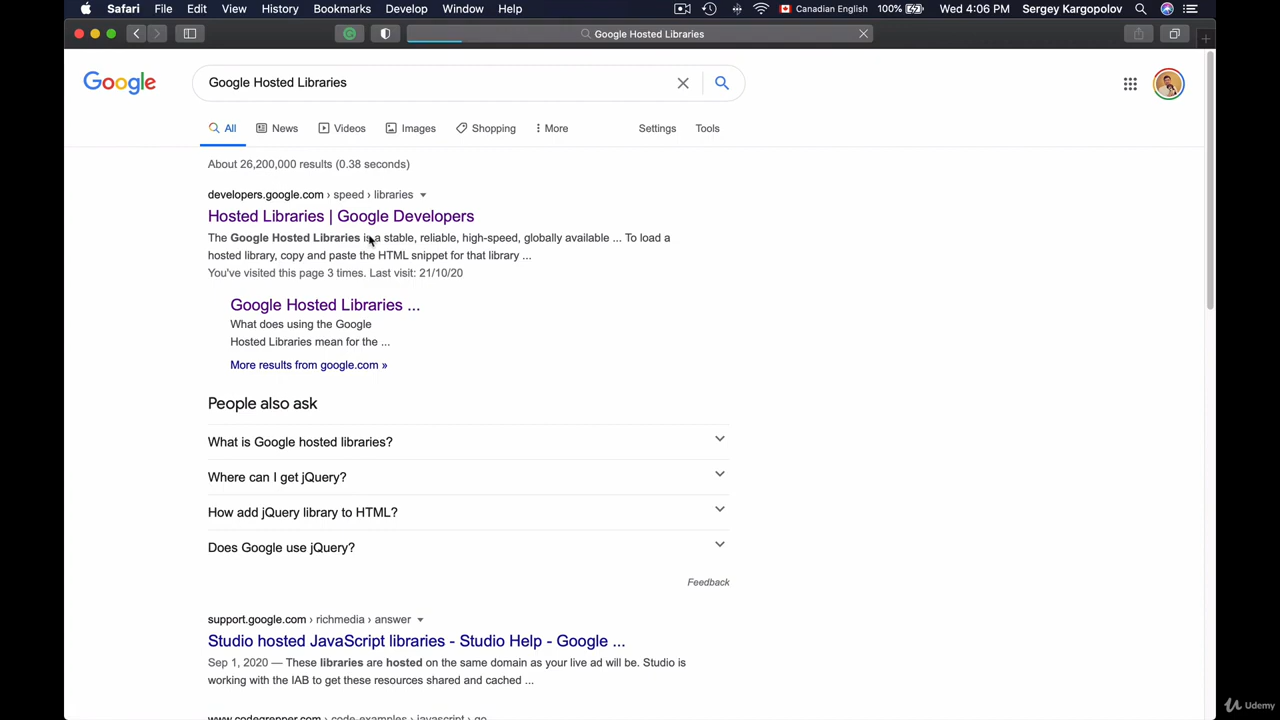 Safari File Edit View History Bookmarks Develop Window Help Canadian English 100% Wed 4:06 PM Sergey Kargopolov
Google Hosted Libraries
Google Google Hosted Libraries
All News Videos Images Shopping More Settings Tools
About 26,200,000 results (0.38 seconds)
developers.google.com › speed › libraries
Hosted Libraries | Google Developers
The Google Hosted Libraries is a stable, reliable, high-speed, globally available ... To load a
hosted library, copy and paste the HTML snippet for that library ...
You've visited this page 3 times. Last visit: 21/10/20
Google Hosted Libraries ...
What does using the Google
Hosted Libraries mean for the ...
More results from google.com »
People also ask
What is Google hosted libraries?
Where can I get jQuery?
How add jQuery library to HTML?
Does Google use jQuery?
Feedback
support.google.com › richmedia › answer
Studio hosted JavaScript libraries - Studio Help - Google ...
Sep 1, 2020 — These libraries are hosted on the same domain as your live ad will be. Studio is
working with the IAB to get these resources shared and cached ...
www.codegrepper.com › code-examples › javascript › go
Udemy